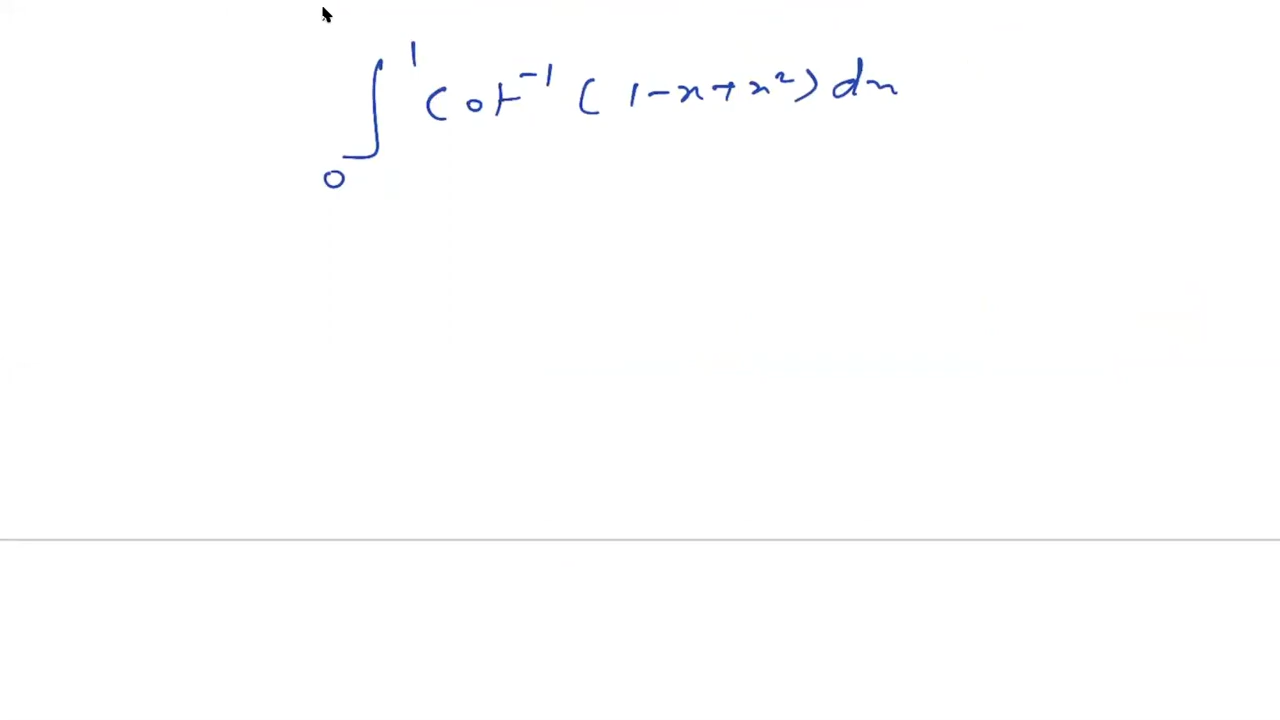 ∫₀¹ Cot⁻¹ (1-x+x²) dx